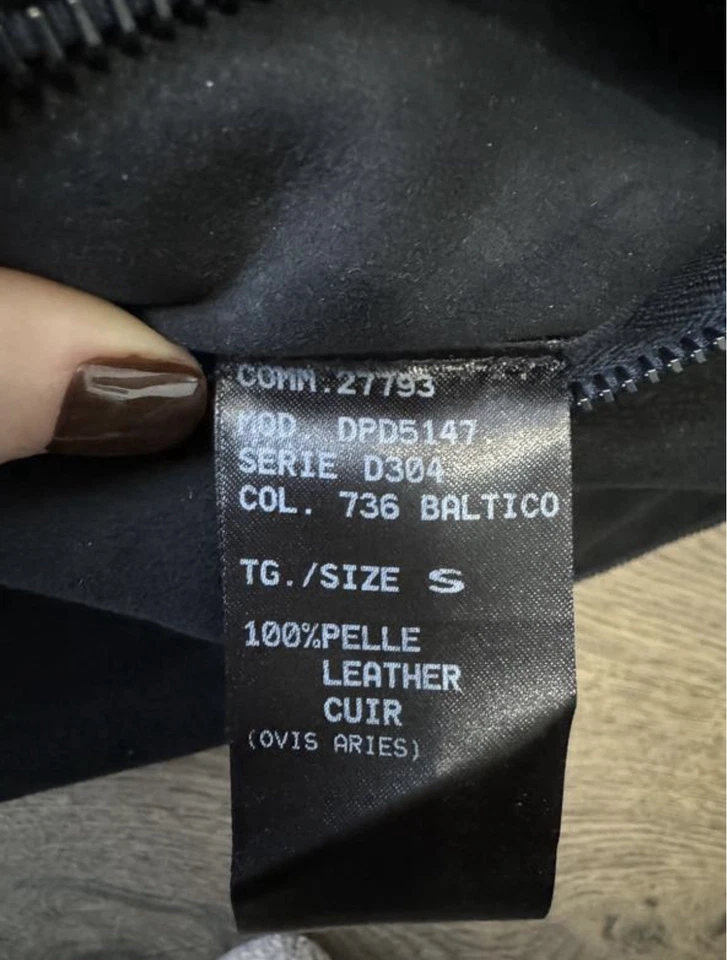 COMM.27793
MOD. DPD5147.
SERIE D304
COL. 736 BALTICO
TG./SIZE S
100%PELLE
LEATHER
CUIR
(OVIS ARIES)